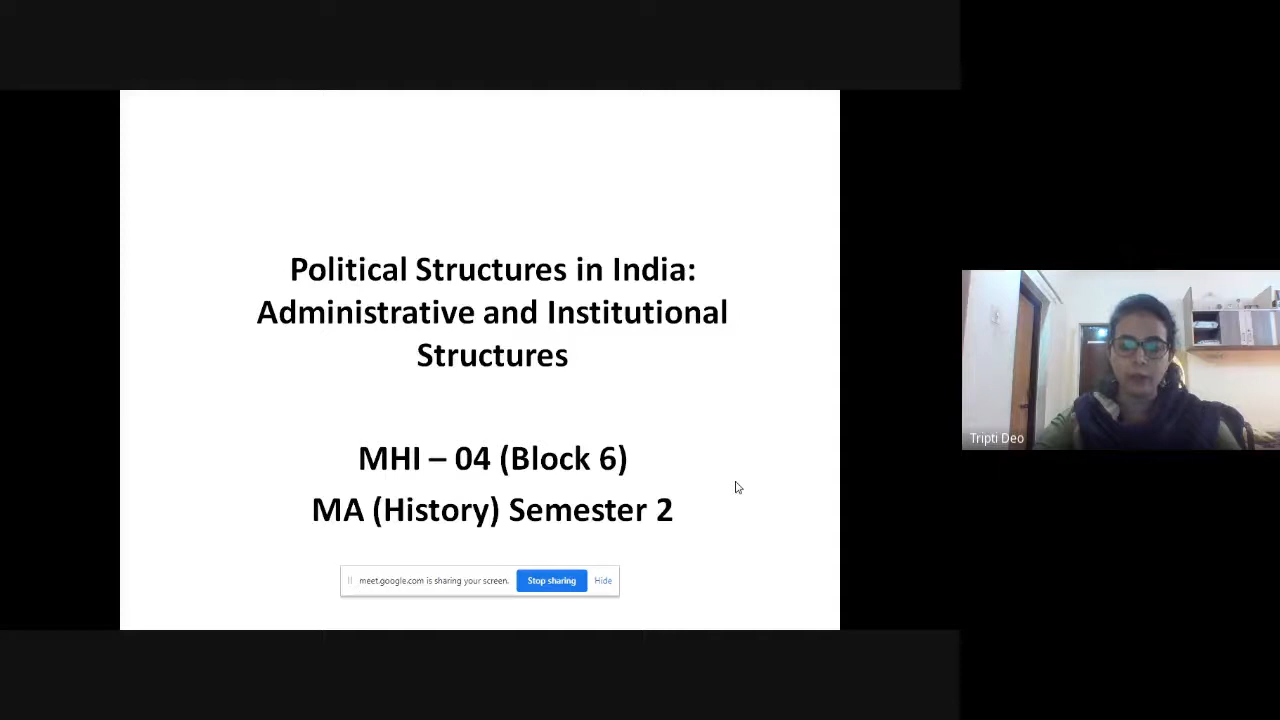 Political Structures in India:
Administrative and Institutional
Structures
MHI – 04 (Block 6)
MA (History) Semester 2
meet.google.com is sharing your screen. Stop sharing Hide
Tripti Deo